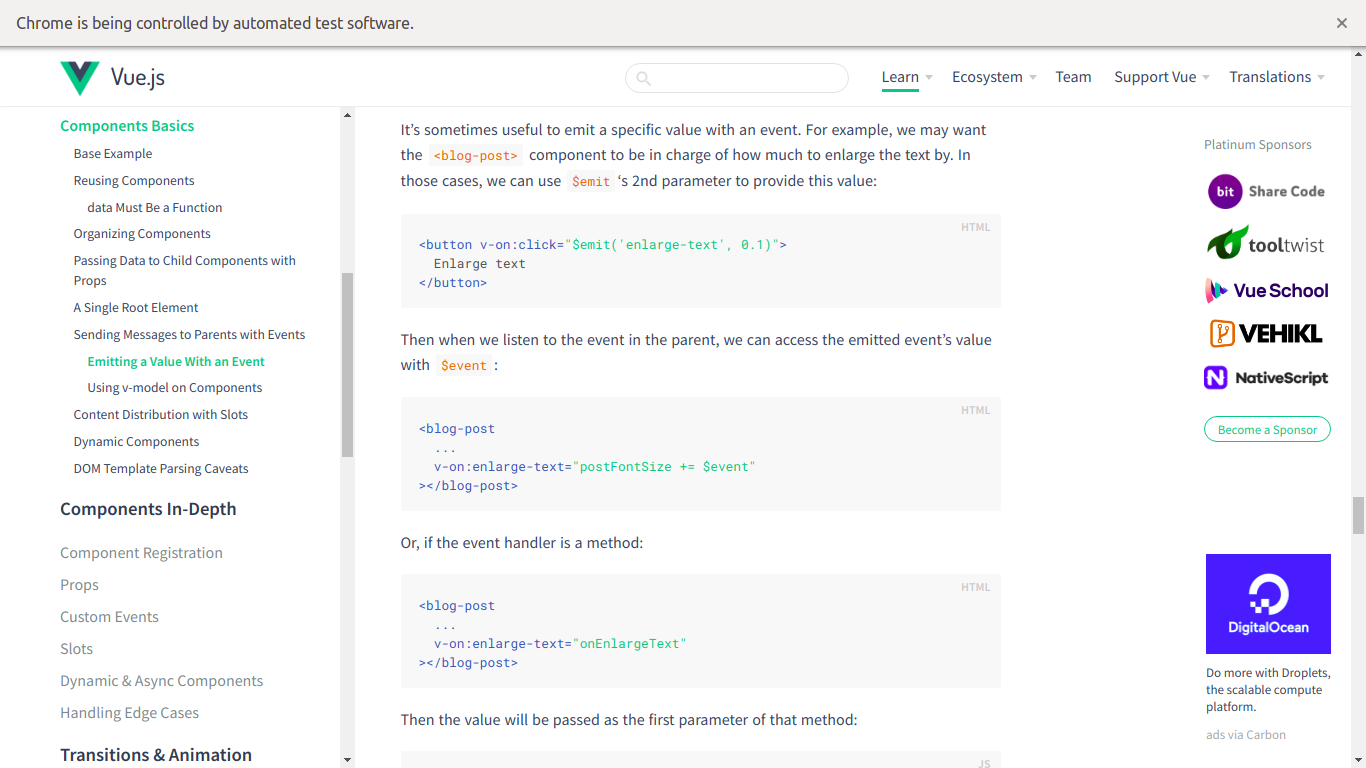 Chrome is being controlled by automated test software.
Vue.js
Learn
Ecosystem
Team
Support Vue
Translations
Components Basics
Base Example
Reusing Components
data Must Be a Function
Organizing Components
Passing Data to Child Components with
Props
A Single Root Element
Sending Messages to Parents with Events
Emitting a Value With an Event
Using v-model on Components
Content Distribution with Slots
Dynamic Components
DOM Template Parsing Caveats
Components In-Depth
Component Registration
Props
Custom Events
Slots
Dynamic & Async Components
Handling Edge Cases
Transitions & Animation
It’s sometimes useful to emit a specific value with an event. For example, we may want
the <blog-post> component to be in charge of how much to enlarge the text by. In
those cases, we can use $emit ‘s 2nd parameter to provide this value:
HTML
<button v-on:click="$emit('enlarge-text', 0.1)">
Enlarge text
</button>
Then when we listen to the event in the parent, we can access the emitted event’s value
with $event :
HTML
<blog-post
...
v-on:enlarge-text="postFontSize += $event"
></blog-post>
Or, if the event handler is a method:
HTML
<blog-post
...
v-on:enlarge-text="onEnlargeText"
></blog-post>
Then the value will be passed as the first parameter of that method:
JS
Platinum Sponsors
bit Share Code
tooltwist
Vue School
VEHIKL
N NativeScript
Become a Sponsor
DigitalOcean
Do more with Droplets,
the scalable compute
platform.
ads via Carbon